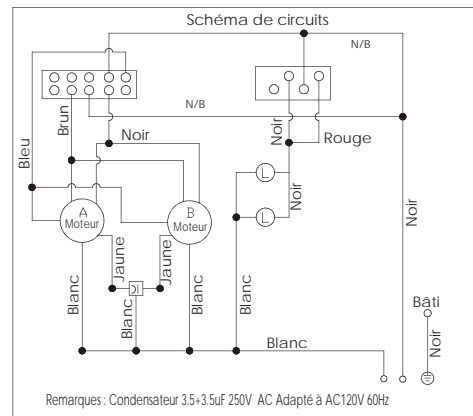 Schéma de circuits
N/B
N/B
Bleu
Brun
Noir
Noir
Rouge
Noir
L
L
A
Moteur
B
Moteur
Jaune
Jaune
Blanc
Blanc
Blanc
Blanc
Blanc
Noir
Bâti
Noir
Remarques : Condensateur 3.5+3.5uF 250V AC Adapté à AC120V 60Hz